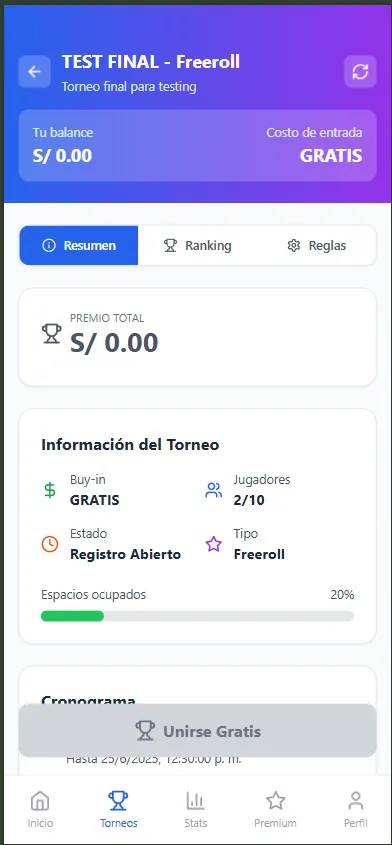 TEST FINAL - Freeroll
Torneo final para testing
Tu balance
Costo de entrada
S/ 0.00
GRATIS
Resumen
Ranking
Reglas
PREMIO TOTAL
S/ 0.00
Información del Torneo
Buy-in
Jugadores
GRATIS
2/10
Estado
Tipo
Registro Abierto
Freeroll
Espacios ocupados
20%
Cronograma
Unirse Gratis
Hasta 25/6/2025, 12:30:00 p. m.
Inicio
Torneos
Stats
Premium
Perfil